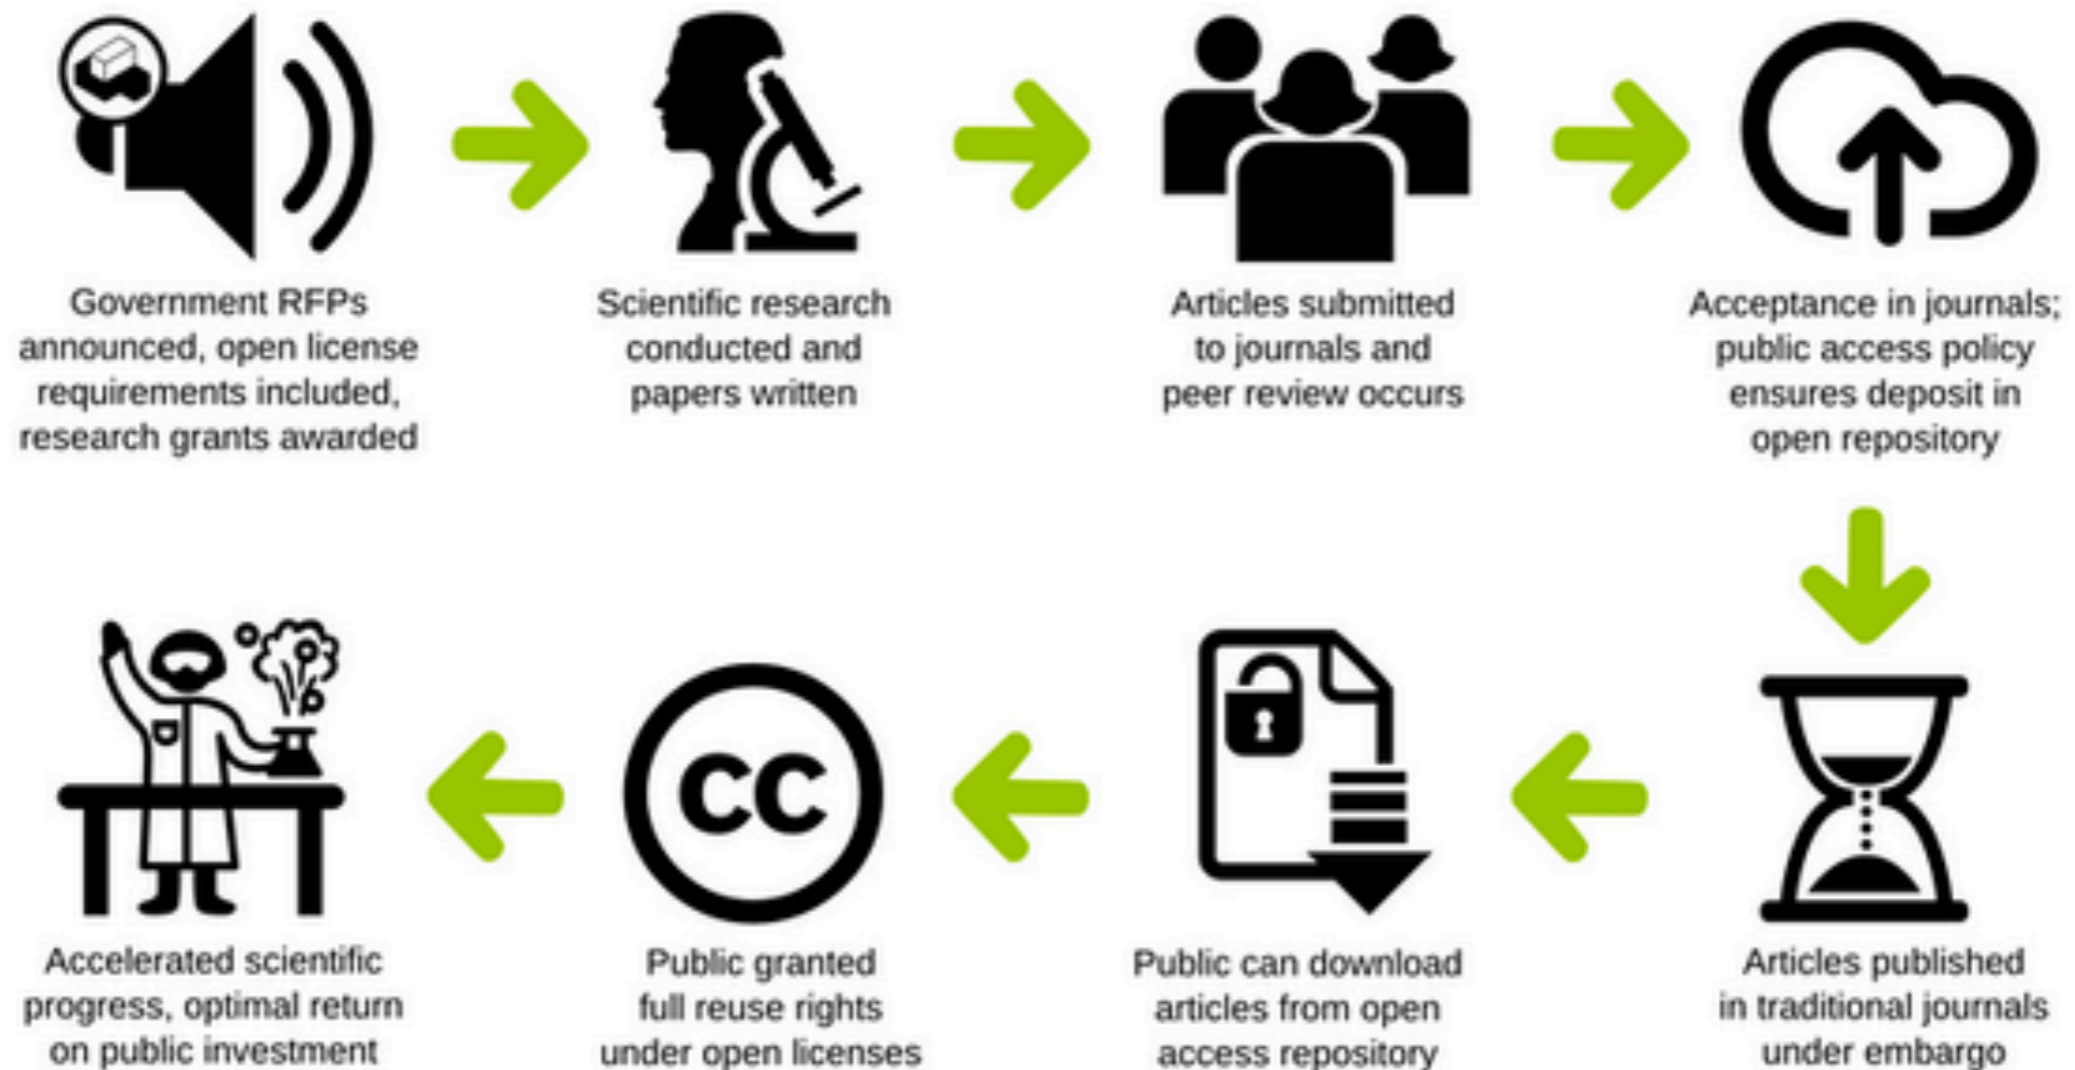 Government RFPs
announced, open license
requirements included,
research grants awarded
Scientific research
conducted and
papers written
Articles submitted
to journals and
peer review occurs
Acceptance in journals;
public access policy
ensures deposit in
open repository
Articles published
in traditional journals
under embargo
Public can download
articles from open
access repository
cc
Public granted
full reuse rights
under open licenses
Accelerated scientific
progress, optimal return
on public investment